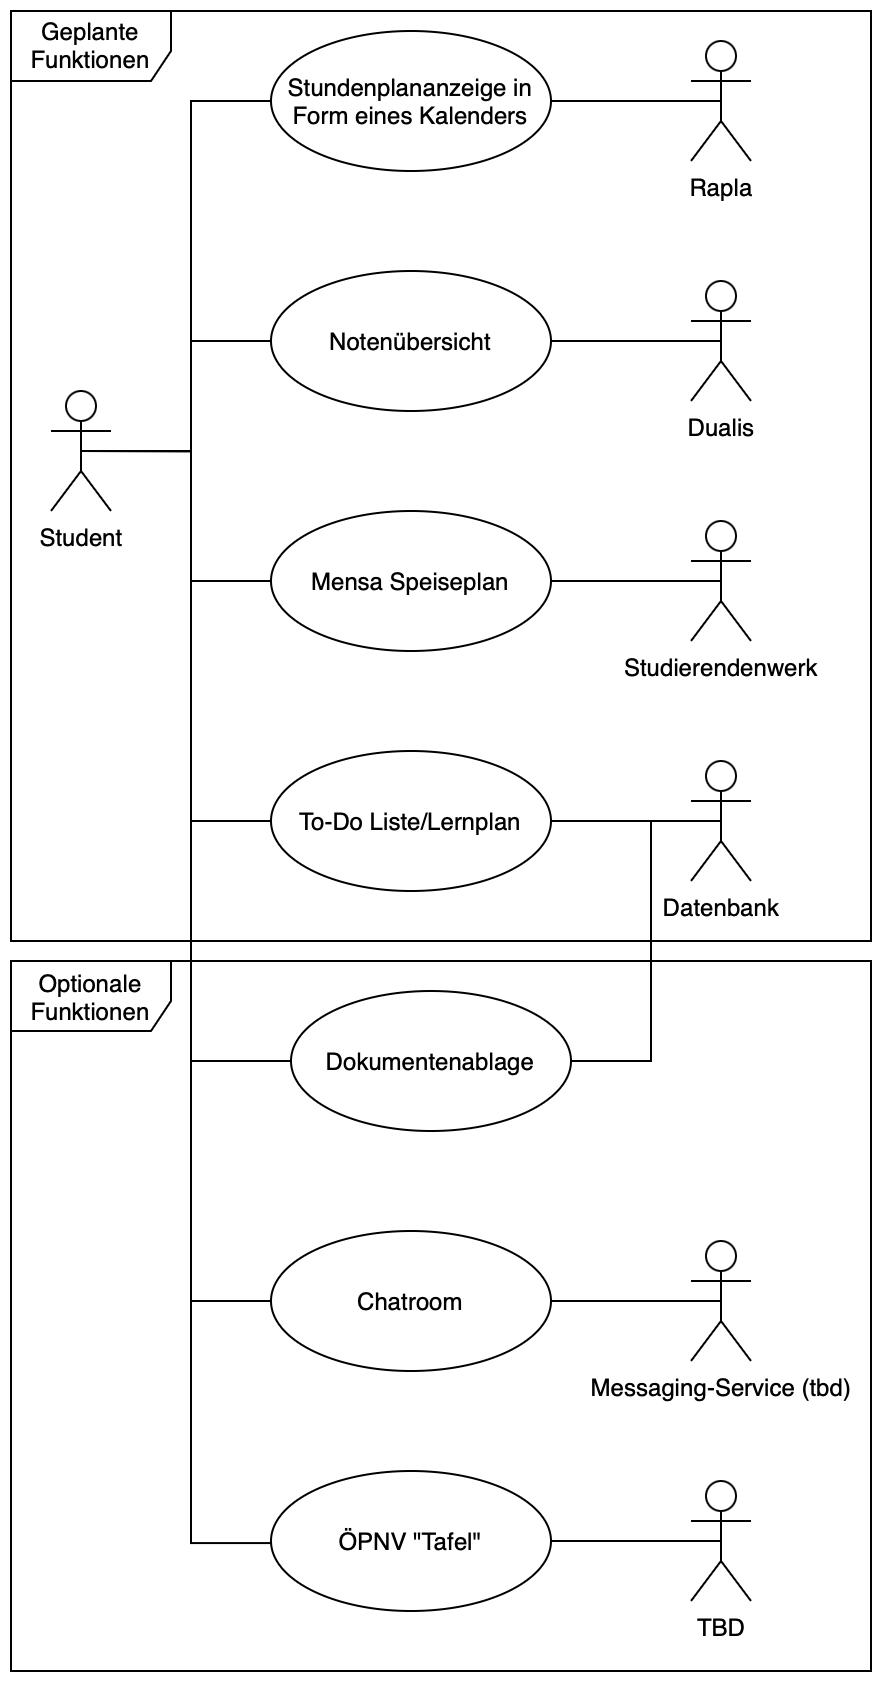 Geplante
Funktionen
Stundenplananzeige in
Form eines Kalenders
Rapla
Notenübersicht
Dualis
Student
Mensa Speiseplan
Studierendenwerk
To-Do Liste/Lernplan
Datenbank
Optionale
Funktionen
Dokumentenablage
Chatroom
Messaging-Service (tbd)
ÖPNV "Tafel"
TBD